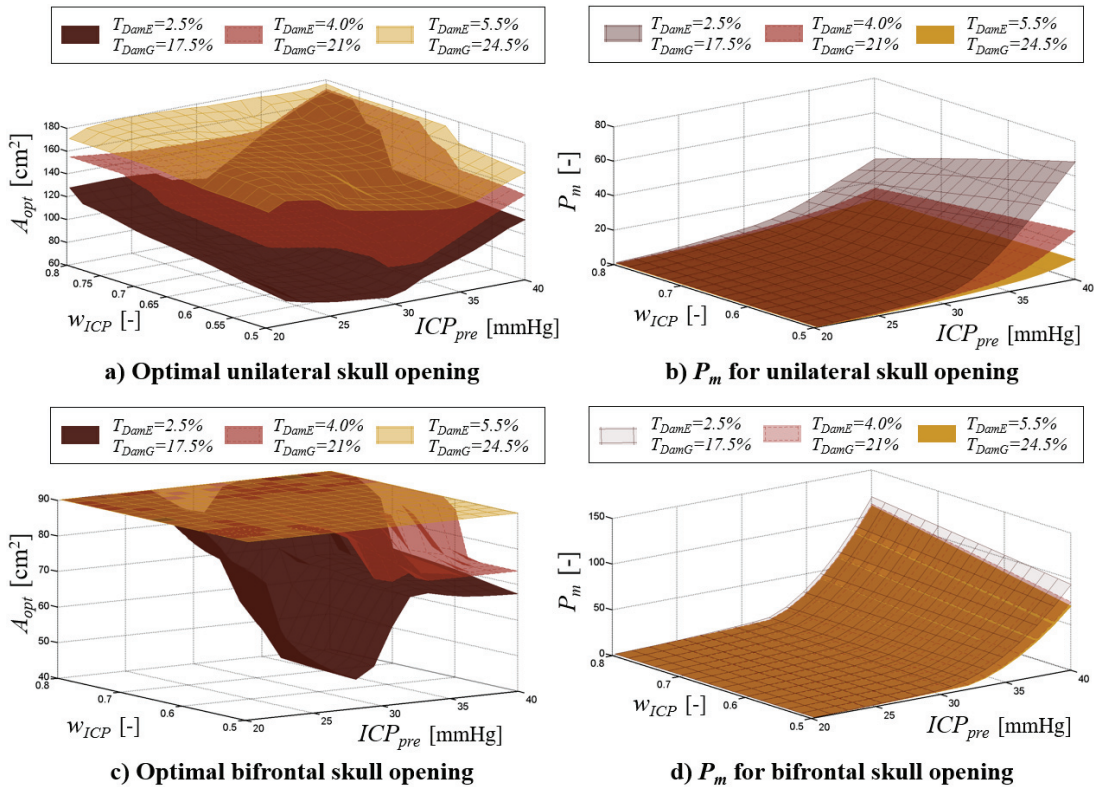 T_DamE=2.5% T_DamE=4.0% T_DamE=5.5%
T_DamG=17.5% T_DamG=21% T_DamG=24.5%
A_opt [cm²]
180
160
140
120
100
80
60
0.8
0.75
0.7
0.65
0.6
0.55
0.5
20
25
30
35
40
w_ICP [-]
ICP_pre [mmHg]
a) Optimal unilateral skull opening
T_DamE=2.5% T_DamE=4.0% T_DamE=5.5%
T_DamG=17.5% T_DamG=21% T_DamG=24.5%
P_m [-]
80
60
40
20
0
0.8
0.7
0.6
0.5
20
25
30
35
40
w_ICP [-]
ICP_pre [mmHg]
b) P_m for unilateral skull opening
T_DamE=2.5% T_DamE=4.0% T_DamE=5.5%
T_DamG=17.5% T_DamG=21% T_DamG=24.5%
A_opt [cm²]
90
80
70
60
50
40
0.8
0.7
0.6
0.5
20
25
30
35
40
w_ICP [-]
ICP_pre [mmHg]
c) Optimal bifrontal skull opening
T_DamE=2.5% T_DamE=4.0% T_DamE=5.5%
T_DamG=17.5% T_DamG=21% T_DamG=24.5%
P_m [-]
150
100
50
0
0.8
0.7
0.6
0.5
20
25
30
35
40
w_ICP [-]
ICP_pre [mmHg]
d) P_m for bifrontal skull opening